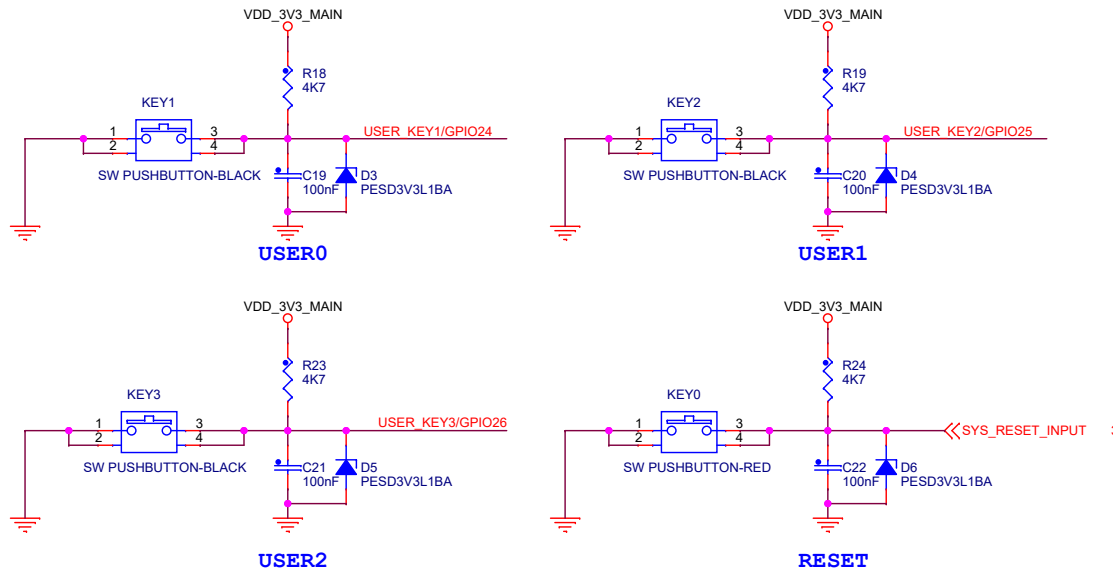 VDD_3V3_MAIN
R18
4K7
KEY1
1
2
3
4
USER_KEY1/GPIO24
SW PUSHBUTTON-BLACK
C19
100nF
D3
PESD3V3L1BA
USER0
VDD_3V3_MAIN
R19
4K7
KEY2
1
2
3
4
USER_KEY2/GPIO25
SW PUSHBUTTON-BLACK
C20
100nF
D4
PESD3V3L1BA
USER1
VDD_3V3_MAIN
R23
4K7
KEY3
1
2
3
4
USER_KEY3/GPIO26
SW PUSHBUTTON-BLACK
C21
100nF
D5
PESD3V3L1BA
USER2
VDD_3V3_MAIN
R24
4K7
KEY0
1
2
3
4
SYS_RESET_INPUT
SW PUSHBUTTON-RED
C22
100nF
D6
PESD3V3L1BA
RESET